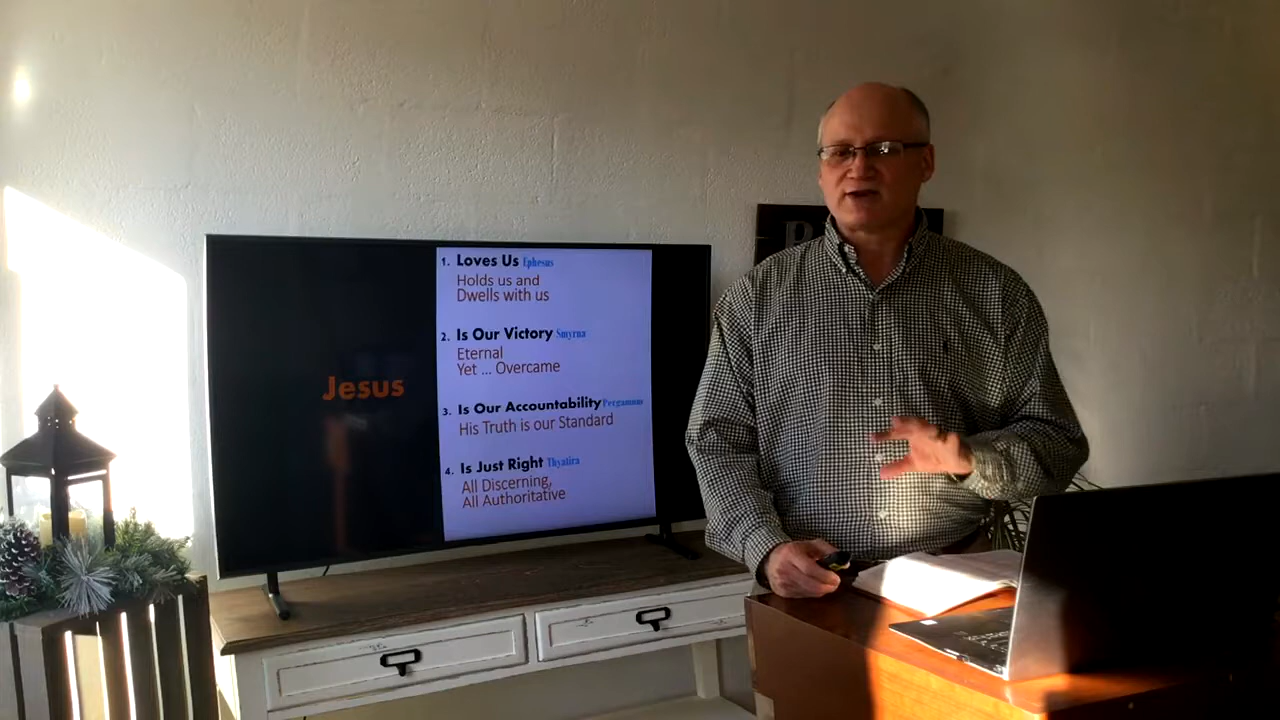 Jesus
1. Loves Us Ephesus
Holds us and
Dwells with us
2. Is Our Victory Smyrna
Eternal
Yet ... Overcame
3. Is Our Accountability Pergamum
His Truth is our Standard
4. Is Just Right Thyatira
All Discerning,
All Authoritative